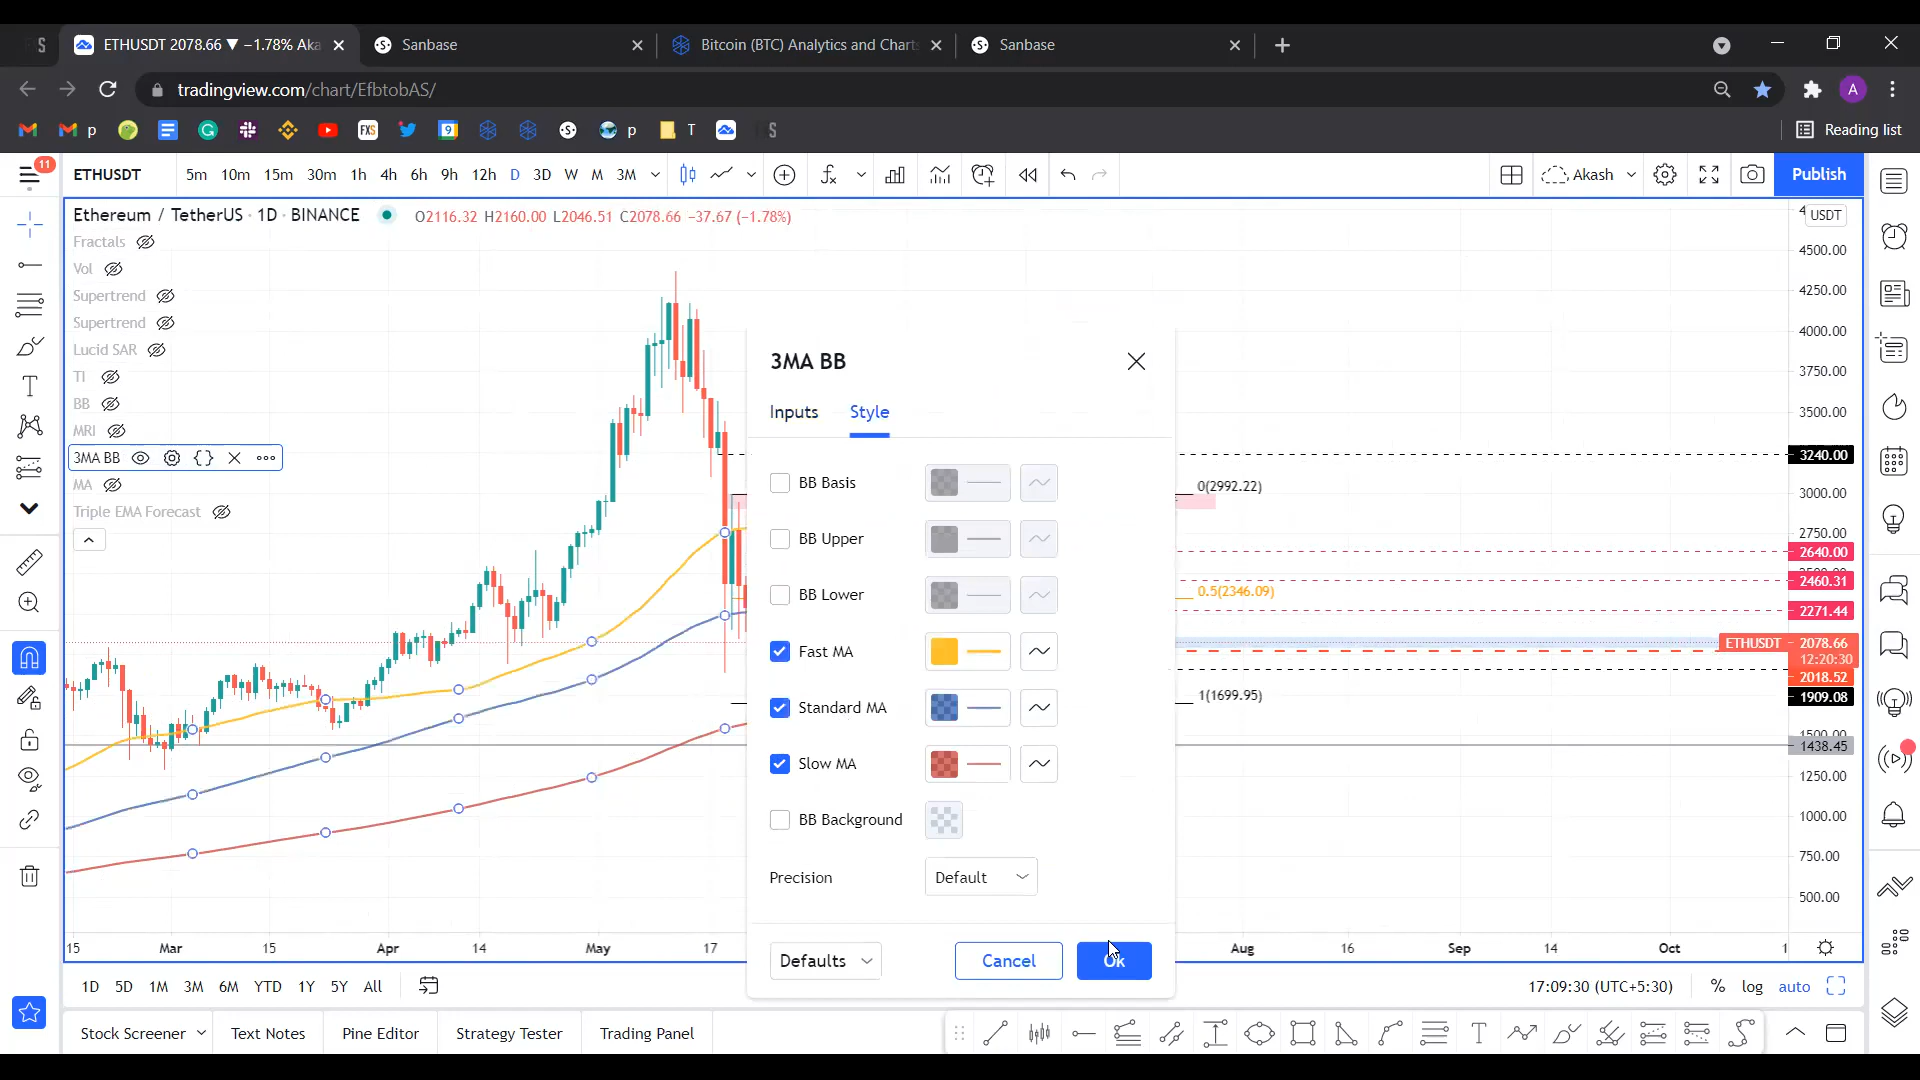 ETHUSDT 2078.66 ▼ −1.78% Aka
Sanbase
Bitcoin (BTC) Analytics and Charts
Sanbase
tradingview.com/chart/EfbtobAS/
A
p
FXS
9
p
T
Reading list
11
ETHUSDT
5m 10m 15m 30m 1h 4h 6h 9h 12h D 3D W M 3M
Akash
Publish
Ethereum / TetherUS · 1D · BINANCE
O2116.32 H2160.00 L2046.51 C2078.66 −37.67 (−1.78%)
USDT
Fractals
Vol
Supertrend
Supertrend
Lucid SAR
TI
BB
MRI
3MA BB
MA
Triple EMA Forecast
4500.00
4250.00
4000.00
3750.00
3500.00
3240.00
3000.00
2750.00
2640.00
2460.31
2271.44
ETHUSDT 2078.66
12:20:30
2018.52
1909.08
1438.45
1250.00
1000.00
750.00
500.00
0(2992.22)
0.5(2346.09)
1(1699.95)
3MA BB
Inputs Style
BB Basis
BB Upper
BB Lower
Fast MA
Standard MA
Slow MA
BB Background
Precision Default
Defaults Cancel Ok
15 Mar 15 Apr 14 May 17 Aug 16 Sep 14 Oct 1
1D 5D 1M 3M 6M YTD 1Y 5Y All
17:09:30 (UTC+5:30) % log auto
Stock Screener Text Notes Pine Editor Strategy Tester Trading Panel